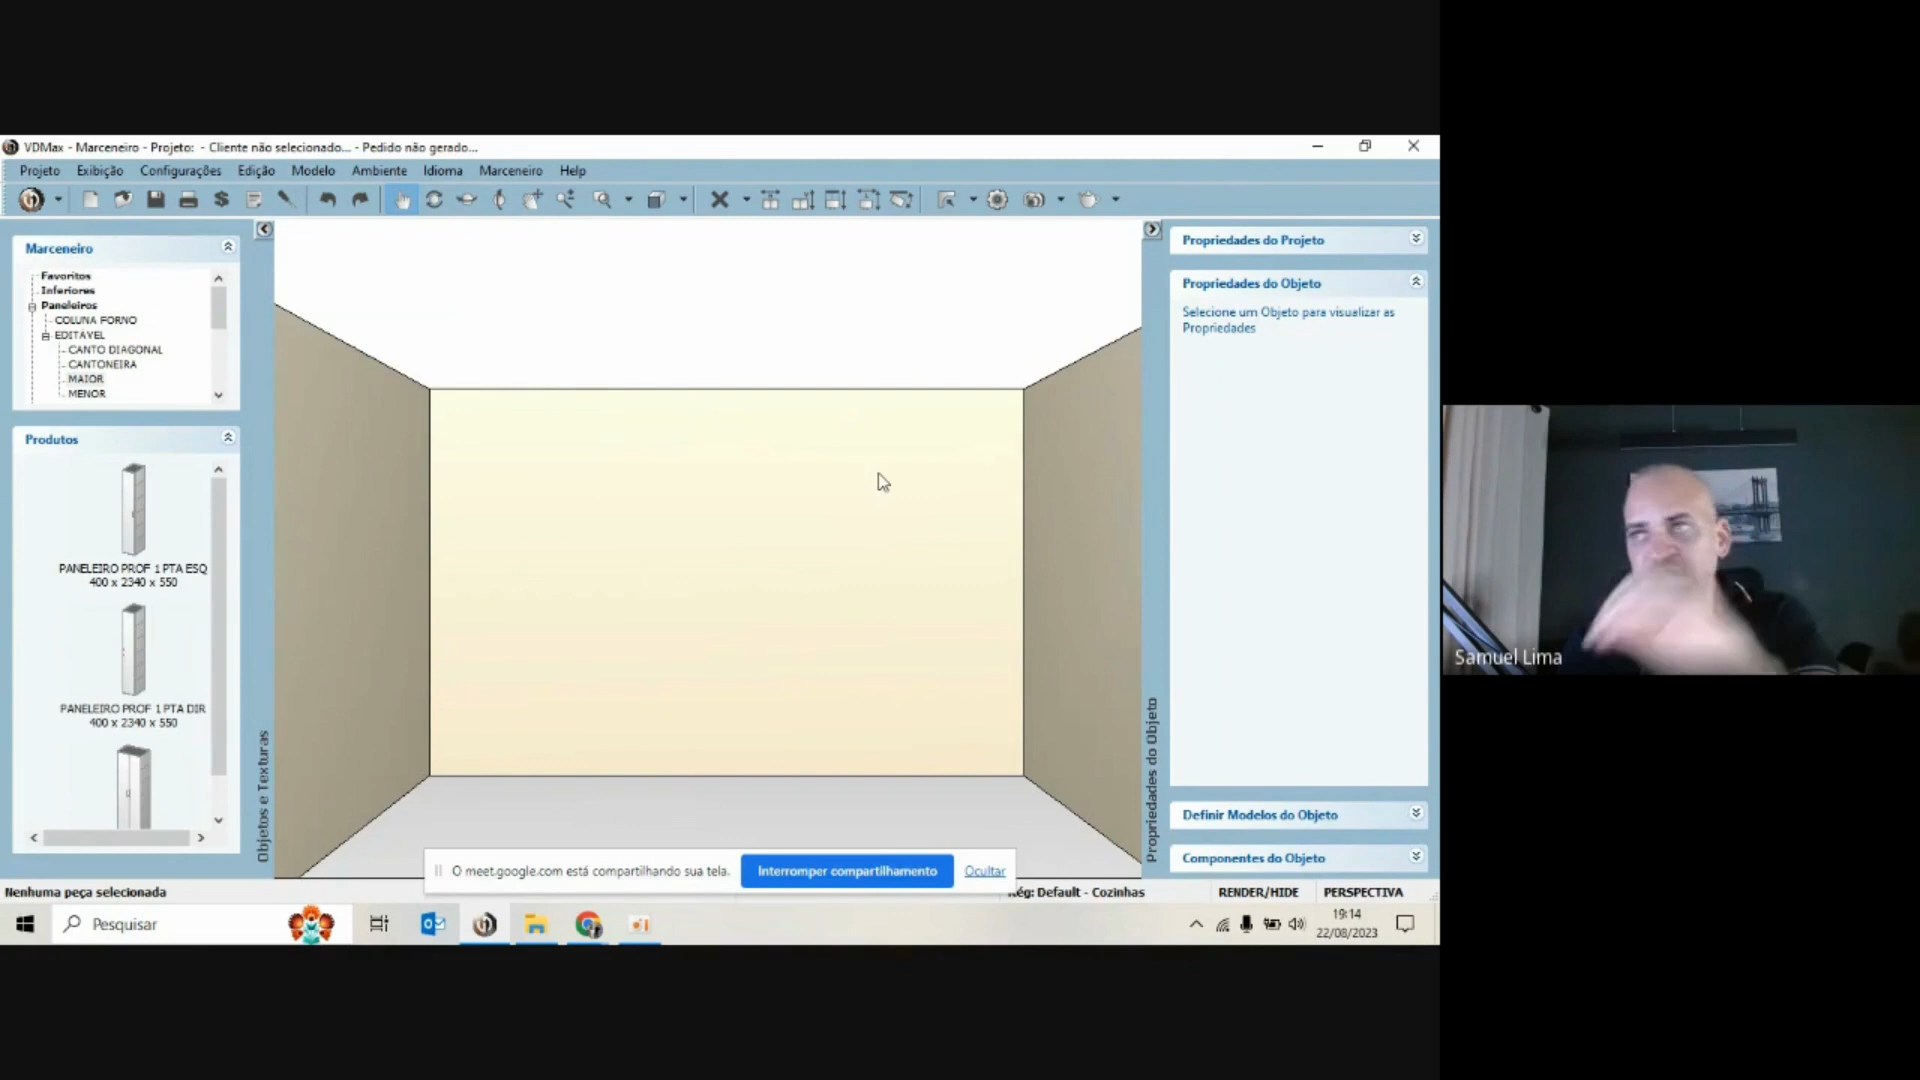 VDMax - Marceneiro - Projeto: - Cliente não selecionado... - Pedido não gerado...
Projeto Exibição Configurações Edição Modelo Ambiente Idioma Marceneiro Help
Marceneiro
Favoritos
Inferiores
Paneleiros
COLUNA FORNO
EDITÁVEL
CANTO DIAGONAL
CANTONEIRA
MAIOR
MENOR
Produtos
PANELEIRO PROF 1 PTA ESQ
400 x 2340 x 550
PANELEIRO PROF 1 PTA DIR
400 x 2340 x 550
Objetos e Texturas
Propriedades do Objeto
Propriedades do Projeto
Propriedades do Objeto
Selecione um Objeto para visualizar as
Propriedades
Definir Modelos do Objeto
Componentes do Objeto
O meet.google.com está compartilhando sua tela. Interromper compartilhamento Ocultar
Nenhuma peça selecionada
Rég: Default - Cozinhas RENDER/HIDE PERSPECTIVA
Pesquisar
19:14
22/08/2023
Samuel Lima